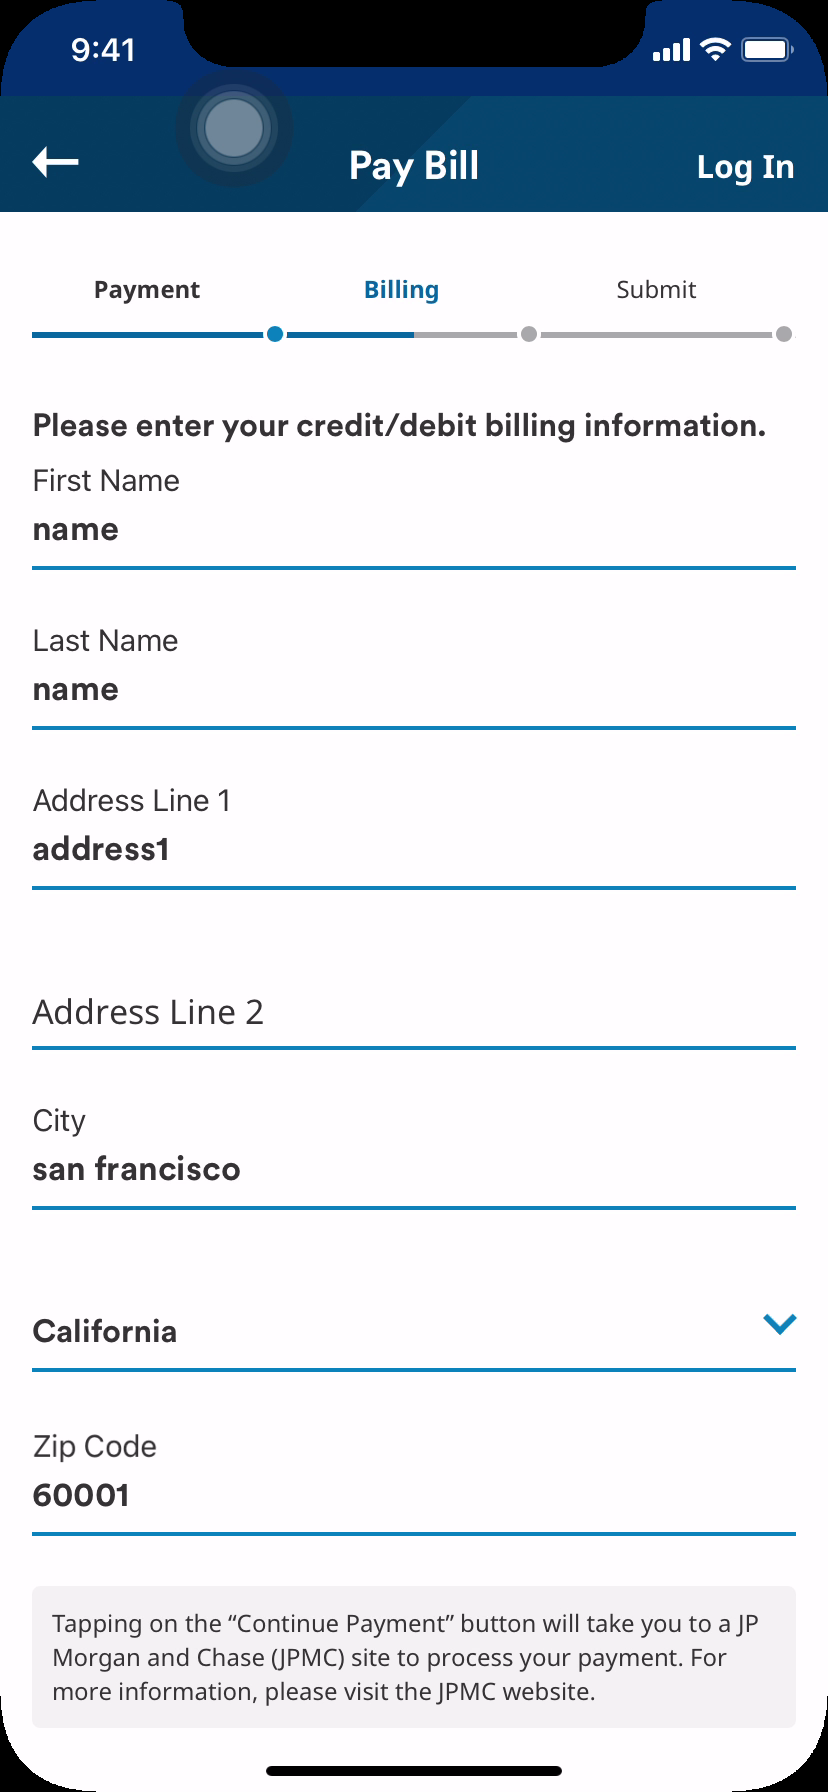 9:41
Pay Bill
Log In
Payment
Billing
Submit
Please enter your credit/debit billing information.
First Name
name
Last Name
name
Address Line 1
address1
Address Line 2
City
san francisco
California
Zip Code
60001
Tapping on the “Continue Payment” button will take you to a JP
Morgan and Chase (JPMC) site to process your payment. For
more information, please visit the JPMC website.